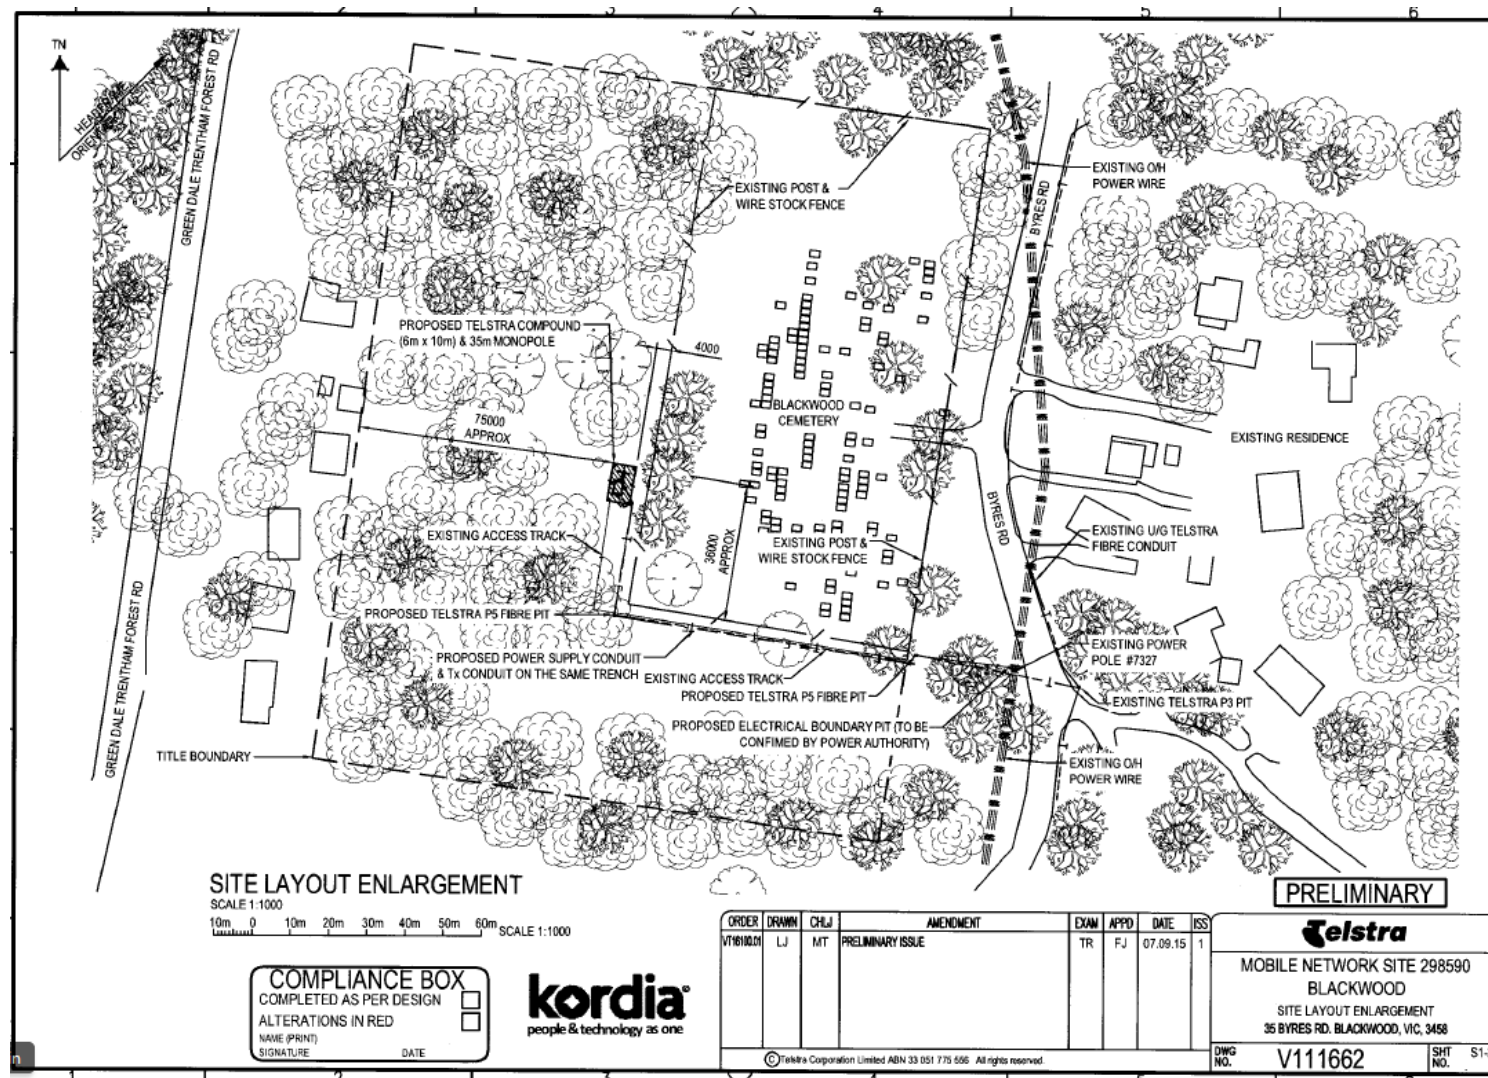 2
3
4
5
6
TN
GREEN DALE TRENTHAM FOREST RD
EXISTING O/H
POWER WIRE
BYRES RD
EXISTING POST &
WIRE STOCK FENCE
PROPOSED TELSTRA COMPOUND
(6m x 10m) & 35m MONOPOLE
4000
BLACKWOOD
CEMETERY
75000
APPROX
EXISTING RESIDENCE
BYRES RD
EXISTING U/G TELSTRA
FIBRE CONDUIT
EXISTING ACCESS TRACK
36000
APPROX
EXISTING POST &
WIRE STOCK FENCE
GREEN DALE TRENTHAM FOREST RD
PROPOSED TELSTRA P5 FIBRE PIT
EXISTING POWER
POLE #7327
PROPOSED POWER SUPPLY CONDUIT
& Tx CONDUIT ON THE SAME TRENCH
EXISTING ACCESS TRACK
PROPOSED TELSTRA P5 FIBRE PIT
EXISTING TELSTRA P3 PIT
PROPOSED ELECTRICAL BOUNDARY PIT (TO BE
CONFIMED BY POWER AUTHORITY)
TITLE BOUNDARY
EXISTING O/H
POWER WIRE
SITE LAYOUT ENLARGEMENT
SCALE 1:1000
10m 0 10m 20m 30m 40m 50m 60m SCALE 1:1000
PRELIMINARY
COMPLIANCE BOX
COMPLETED AS PER DESIGN
ALTERATIONS IN RED
NAME (PRINT)
SIGNATURE DATE
kordia
people & technology as one
ORDER DRAWN AMENDMENT EXAM APPD DATE ISS
VT16100.01 LJ MT PRELIMINARY ISSUE TR FJ 07.09.15 1
© Telstra Corporation Limited ABN 33 051 775 556 All rights reserved.
Telstra
MOBILE NETWORK SITE 298590
BLACKWOOD
SITE LAYOUT ENLARGEMENT
35 BYRES RD. BLACKWOOD, VIC, 3458
DWG NO. V111662 SHT NO.